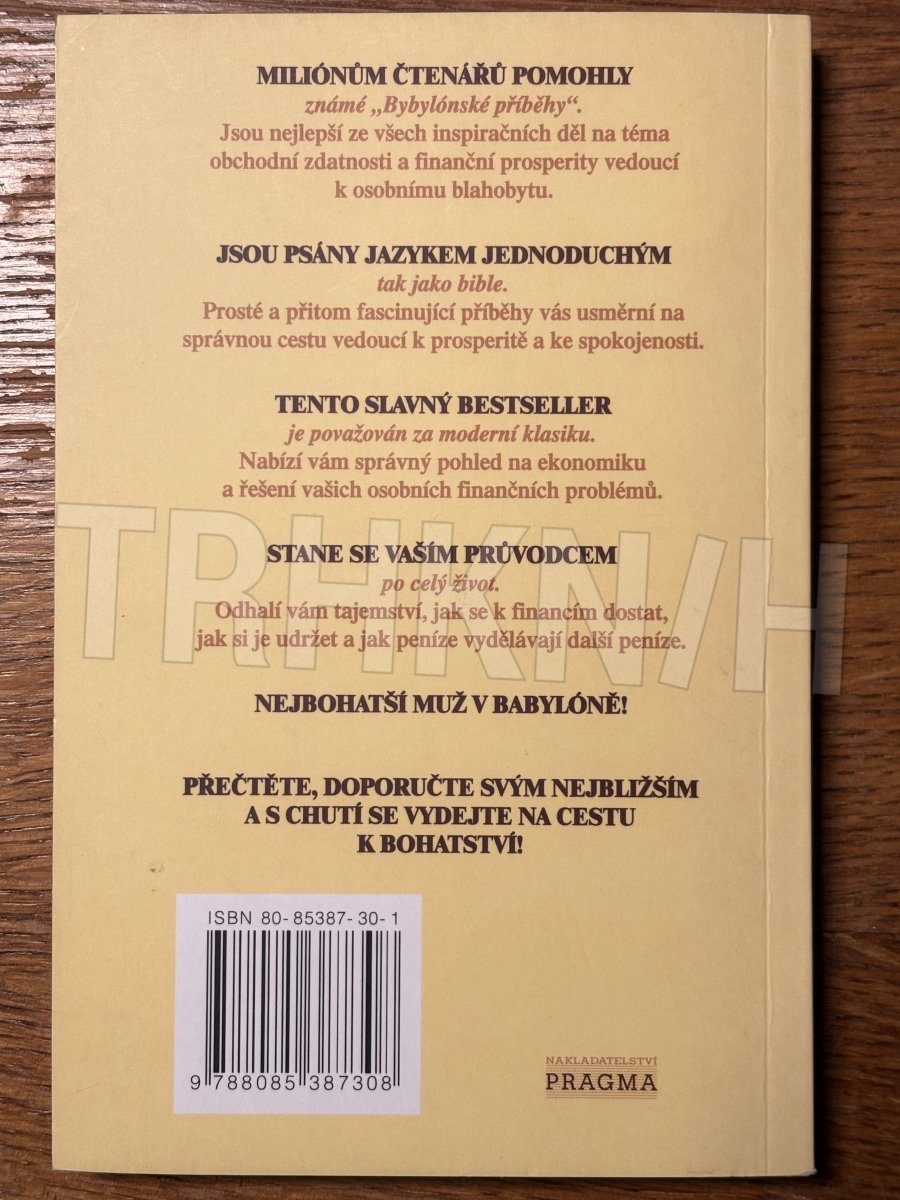 MILIÓNŮM ČTENÁŘŮ POMOHLY
známé „Bybylónské příběhy“.
Jsou nejlepší ze všech inspiračních děl na téma
obchodní zdatnosti a finanční prosperity vedoucí
k osobnímu blahobytu.
JSOU PSÁNY JAZYKEM JEDNODUCHÝM
tak jako bible.
Prosté a přitom fascinující příběhy vás usměrní na
správnou cestu vedoucí k prosperitě a ke spokojenosti.
TENTO SLAVNÝ BESTSELLER
je považován za moderní klasiku.
Nabízí vám správný pohled na ekonomiku
a řešení vašich osobních finančních problémů.
TRHKN/H
STANE SE VAŠÍM PRŮVODCEM
po celý život.
Odhalí vám tajemství, jak se k financím dostat,
jak si je udržet a jak peníze vydělávají další peníze.
NEJBOHATŠÍ MUŽ V BABYLÓNĚ!
PŘEČTĚTE, DOPORUČTE SVÝM NEJBLIŽŠÍM
A S CHUTÍ SE VYDEJTE NA CESTU
K BOHATSTVÍ!
ISBN 80- 85387- 30- 1
9 788085 387308
NAKLADATELSTVÍ
PRAGMA